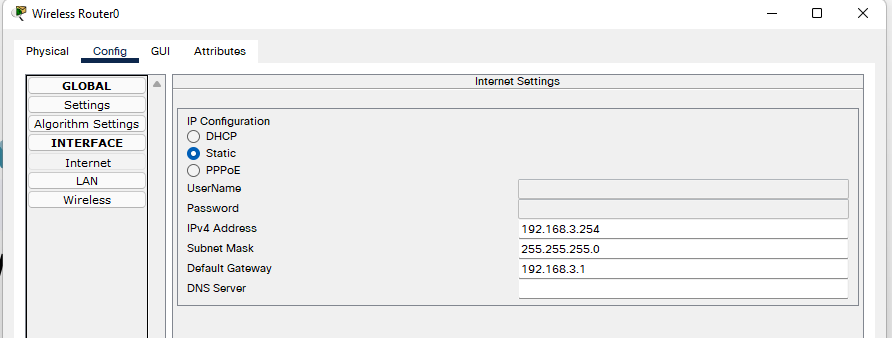 Wireless Router0
Physical Config GUI Attributes
GLOBAL
Settings
Algorithm Settings
INTERFACE
Internet
LAN
Wireless
Internet Settings
IP Configuration
DHCP
Static
PPPoE
UserName
Password
IPv4 Address 192.168.3.254
Subnet Mask 255.255.255.0
Default Gateway 192.168.3.1
DNS Server